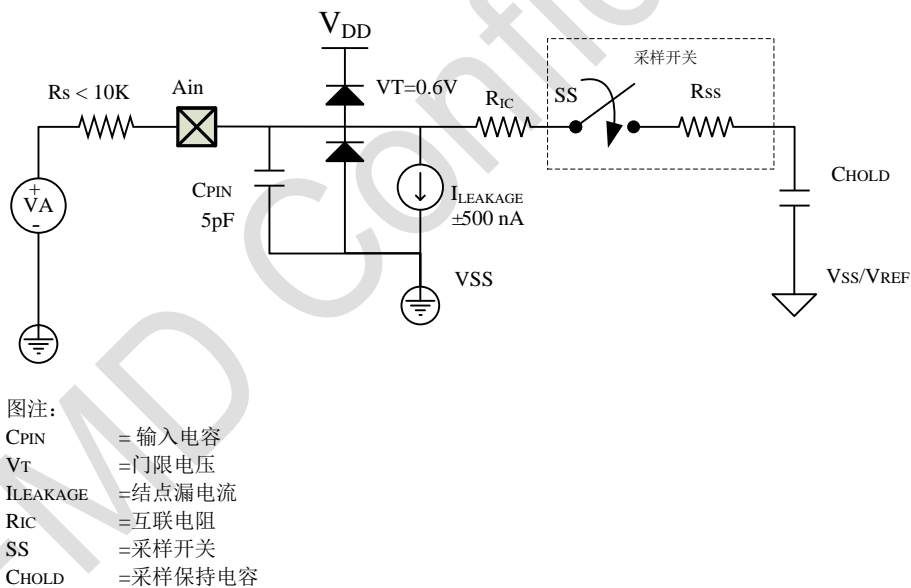 VDD
采样开关
Rs < 10K
Ain
VT=0.6V
RIC
SS
Rss
+
VA
-
CPIN
5pF
ILEAKAGE
±500 nA
CHOLD
VSS
VSS/VREF
图注:
CPIN = 输入电容
VT =门限电压
ILEAKAGE =结点漏电流
RIC =互联电阻
SS =采样开关
CHOLD =采样保持电容